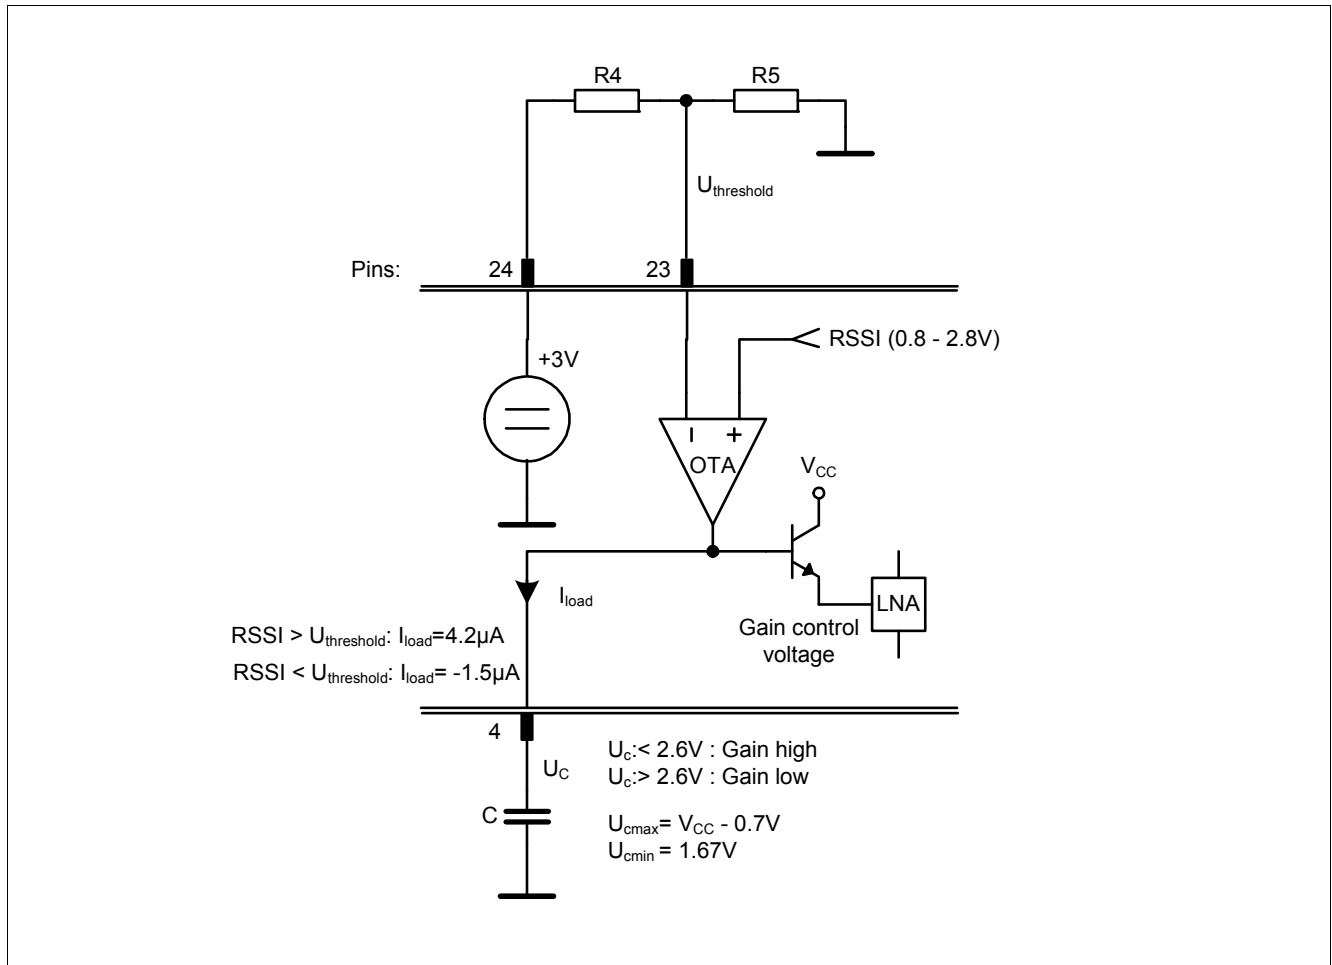 R4
R5
Uthreshold
Pins:
24
23
RSSI (0.8 - 2.8V)
+3V
I
+
OTA
VCC
Iload
LNA
Gain control
voltage
RSSI > Uthreshold: Iload=4.2µA
RSSI < Uthreshold: Iload= -1.5µA
4
UC
Uc:< 2.6V : Gain high
Uc:> 2.6V : Gain low
C
Ucmax= VCC - 0.7V
Ucmin = 1.67V